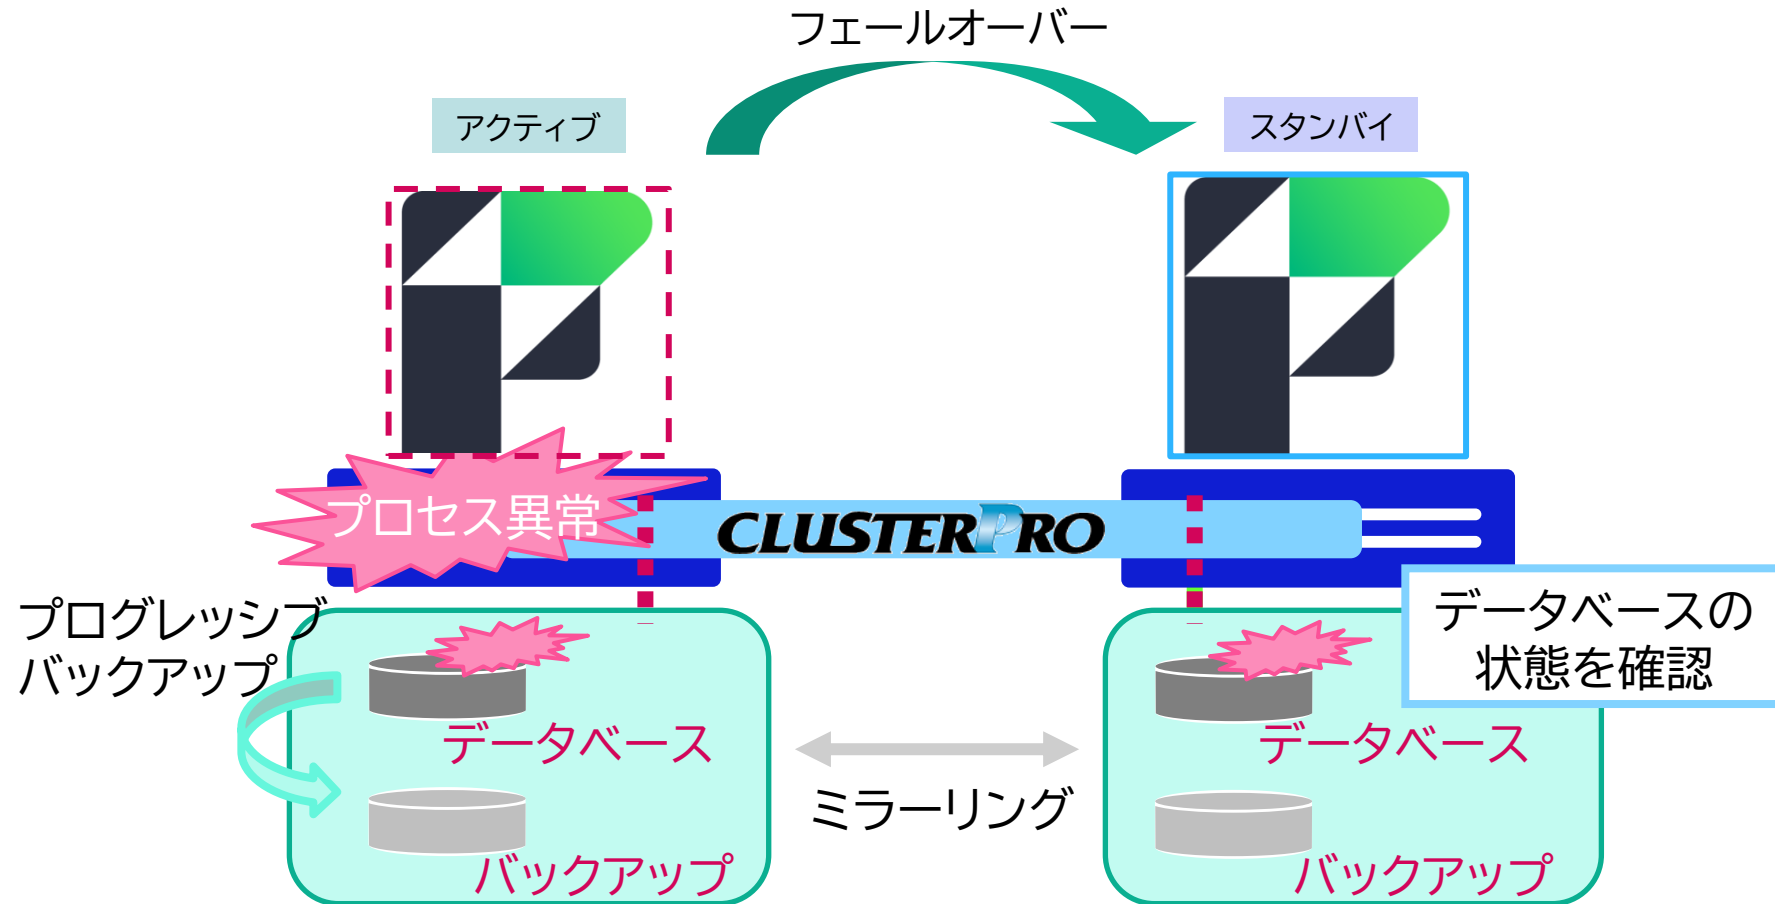 フェールオーバー
アクティブ
スタンバイ
プロセス異常
CLUSTERPRO
プログレッシブ
バックアップ
データベースの
状態を確認
データベース
データベース
ミラーリング
バックアップ
バックアップ